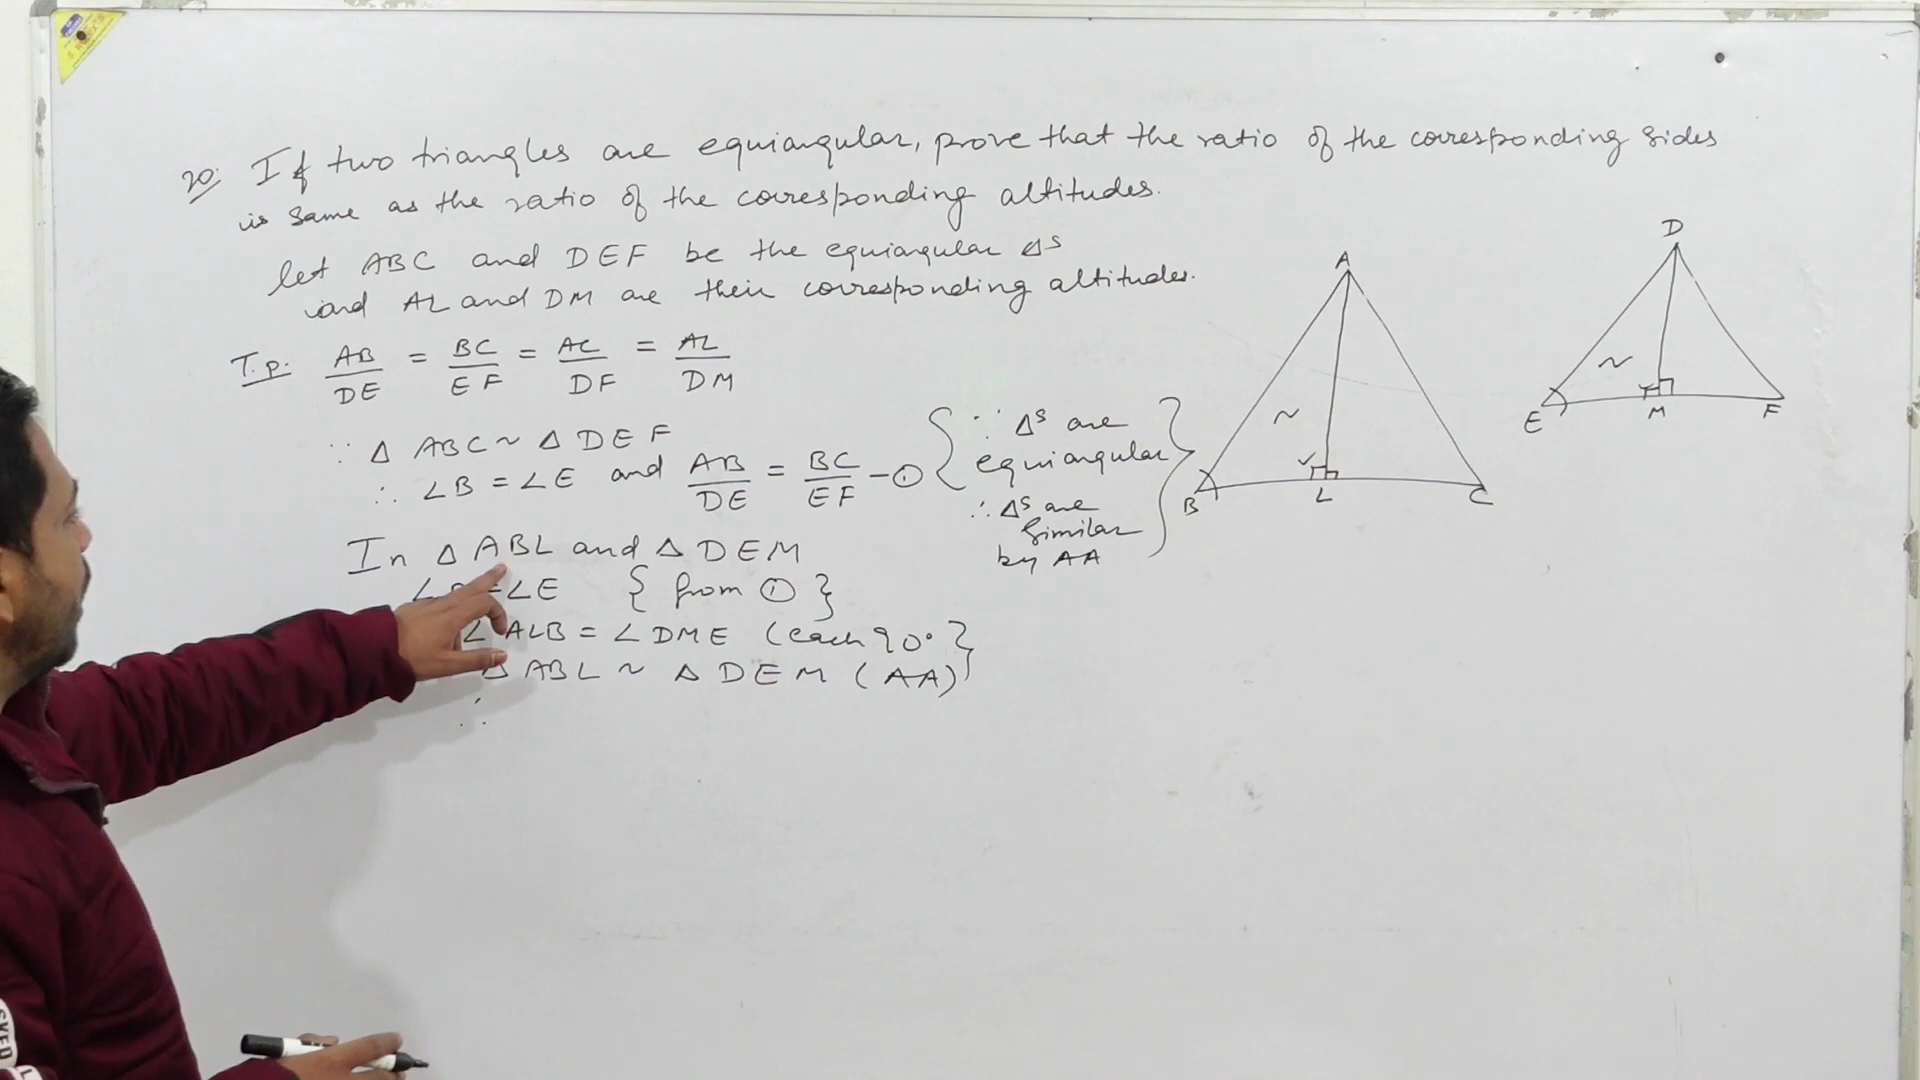 20. If two triangles are equiangular, prove that the ratio of the corresponding sides
is same as the ratio of the corresponding altitudes.
let ABC and DEF be the equiangular Δs
and AL and DM are their corresponding altitudes.
T.p. AB/DE = BC/EF = AC/DF = AL/DM
∵ Δ ABC ~ Δ DEF
∴ ∠B = ∠E and AB/DE = BC/EF - ①
{ ∵ Δs are
equiangular
∴ Δs are
similar
by AA }
In Δ ABL and Δ DEM
∠ = ∠E { from ① }
∠ALB = ∠DME (each 90° }
Δ ABL ~ Δ DEM (AA) }
∴
A
~
B
L
C
D
~
E
M
F